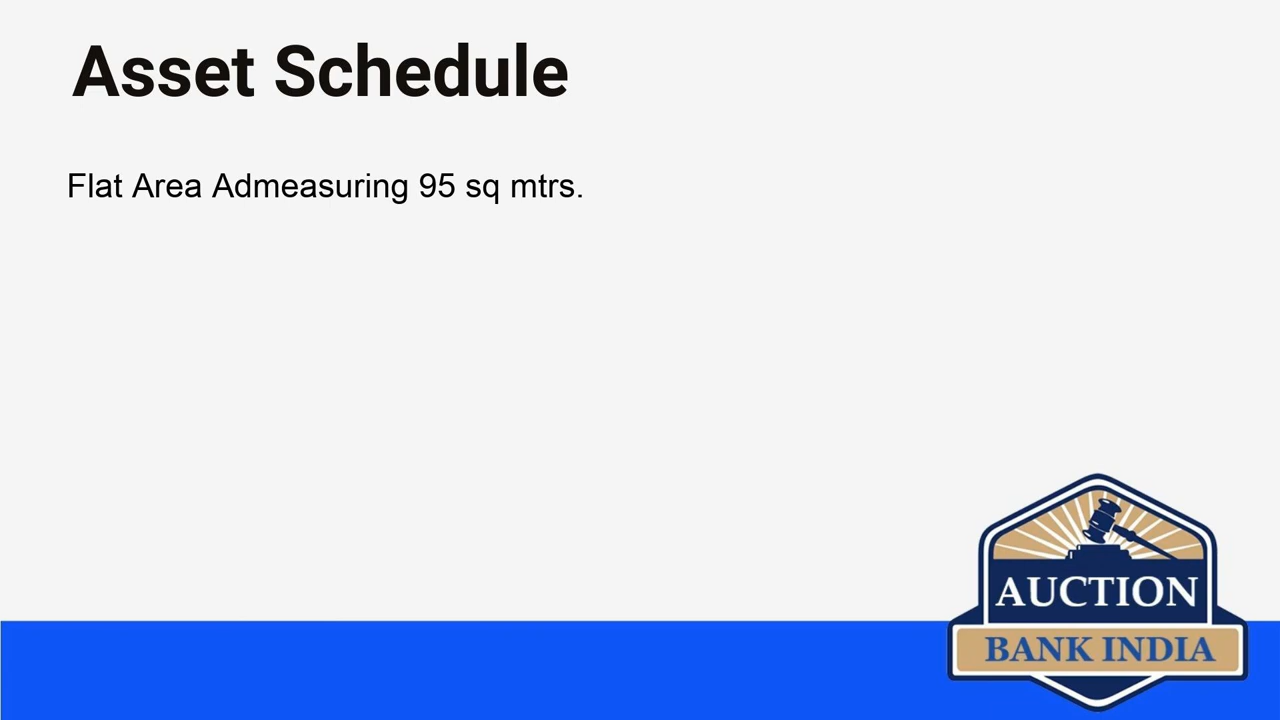 Asset Schedule
Flat Area Admeasuring 95 sq mtrs.
AUCTION
BANK INDIA